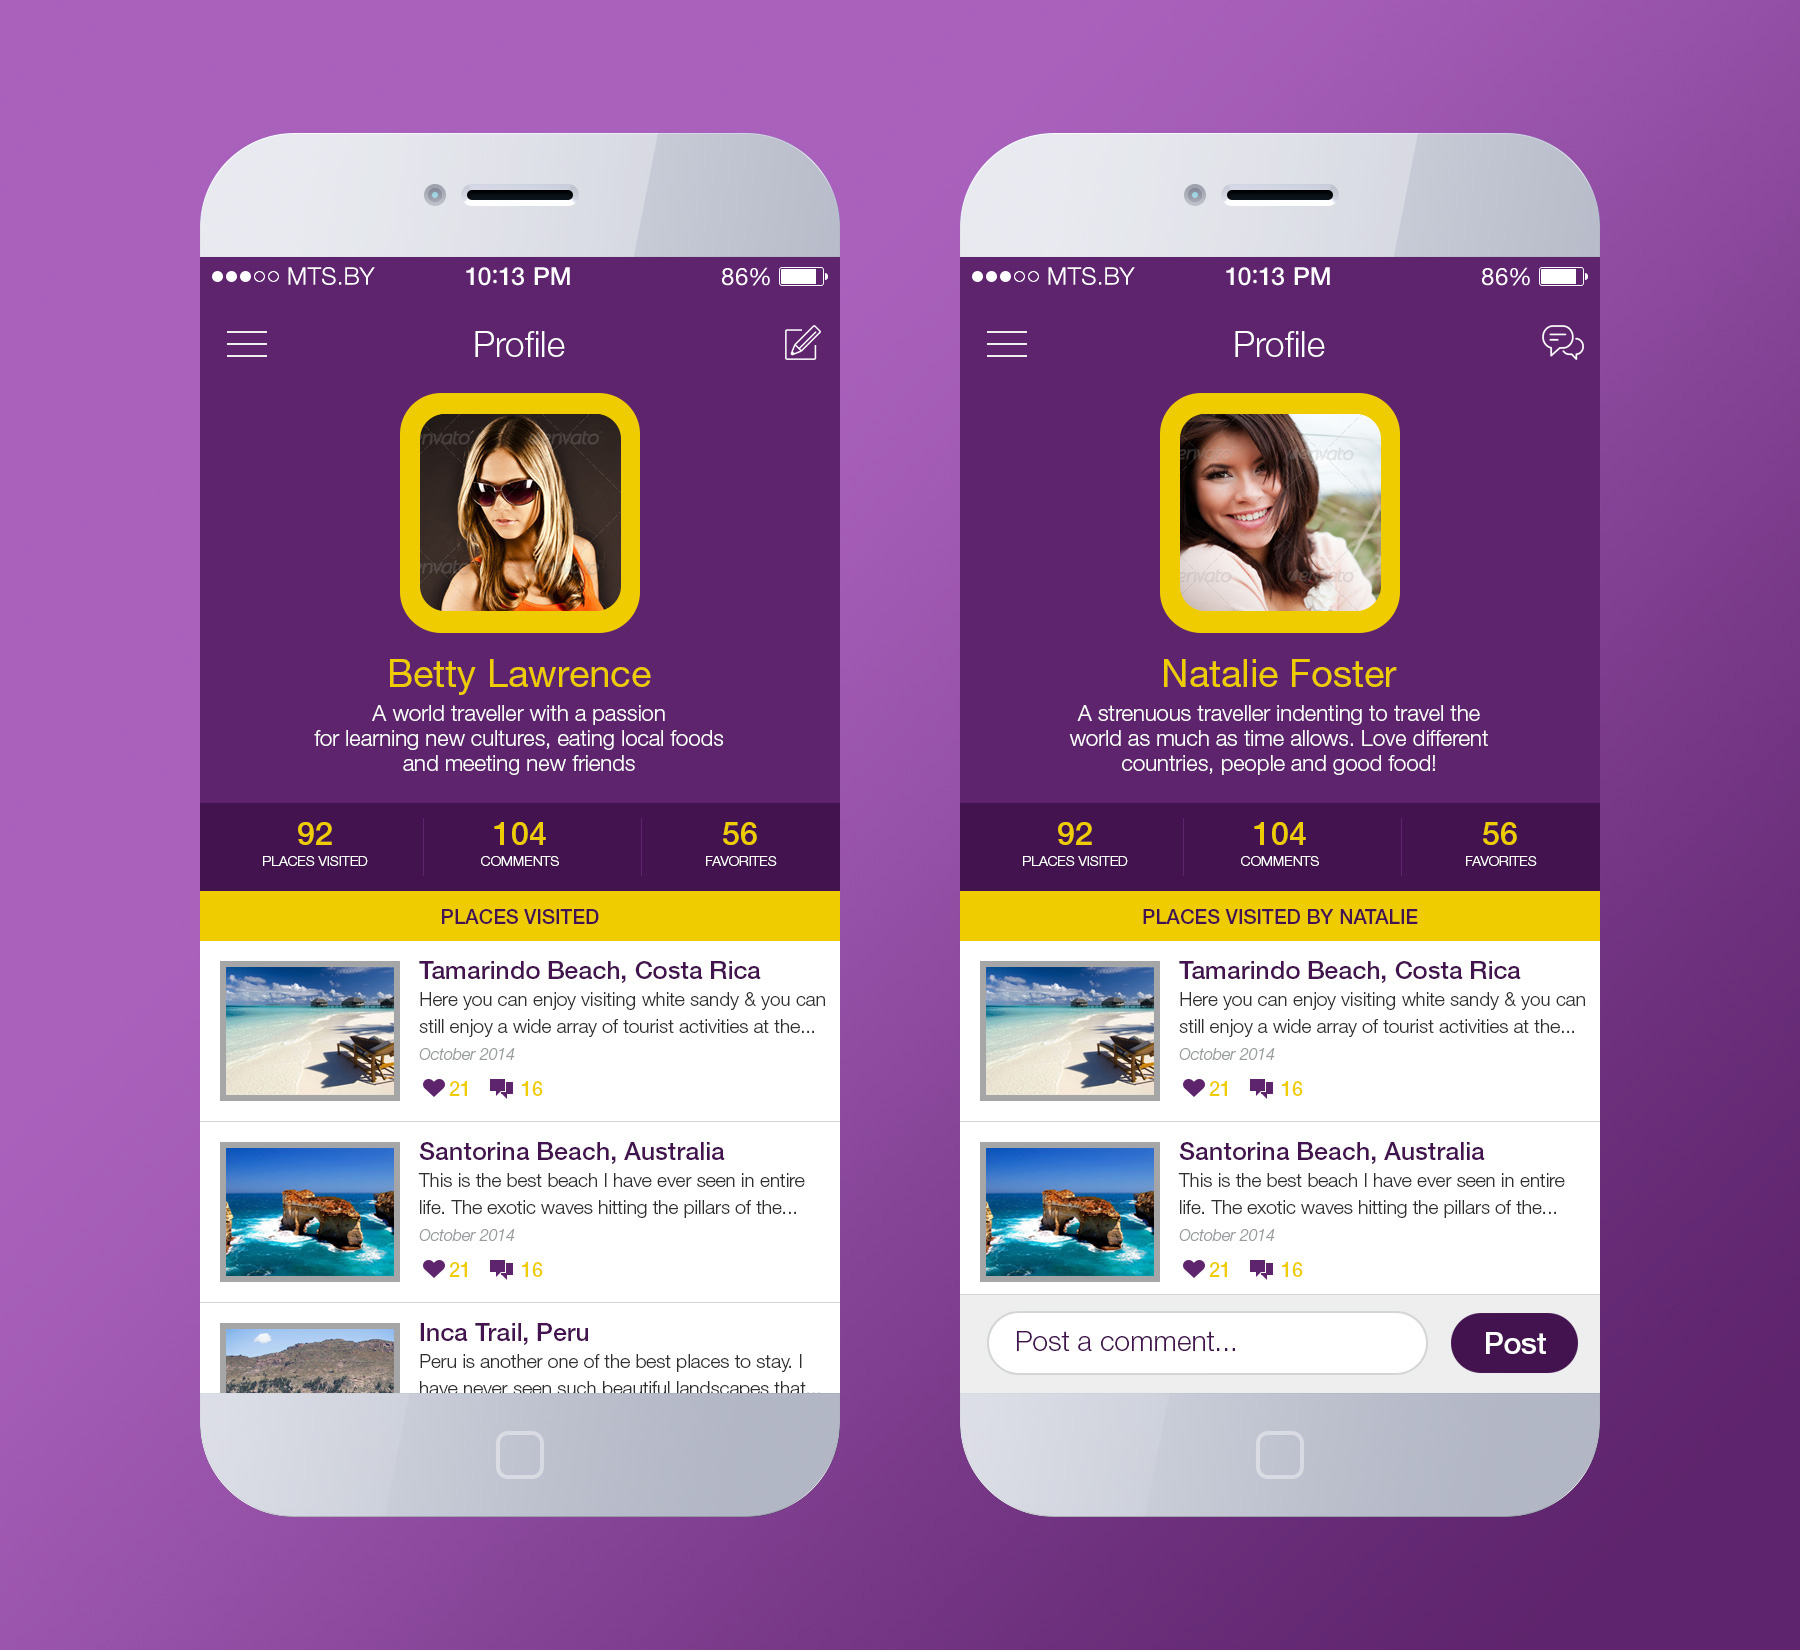 MTS.BY 10:13 PM 86%
Profile
envato envato
envato envato
Betty Lawrence
A world traveller with a passion
for learning new cultures, eating local foods
and meeting new friends
92 104 56
PLACES VISITED COMMENTS FAVORITES
PLACES VISITED
Tamarindo Beach, Costa Rica
Here you can enjoy visiting white sandy & you can
still enjoy a wide array of tourist activities at the...
October 2014
21 16
Santorina Beach, Australia
This is the best beach I have ever seen in entire
life. The exotic waves hitting the pillars of the...
October 2014
21 16
Inca Trail, Peru
Peru is another one of the best places to stay. I
have never seen such beautiful landscapes that...
MTS.BY 10:13 PM 86%
Profile
envato envato
envato envato
Natalie Foster
A strenuous traveller indenting to travel the
world as much as time allows. Love different
countries, people and good food!
92 104 56
PLACES VISITED COMMENTS FAVORITES
PLACES VISITED BY NATALIE
Tamarindo Beach, Costa Rica
Here you can enjoy visiting white sandy & you can
still enjoy a wide array of tourist activities at the...
October 2014
21 16
Santorina Beach, Australia
This is the best beach I have ever seen in entire
life. The exotic waves hitting the pillars of the...
October 2014
21 16
Post a comment... Post